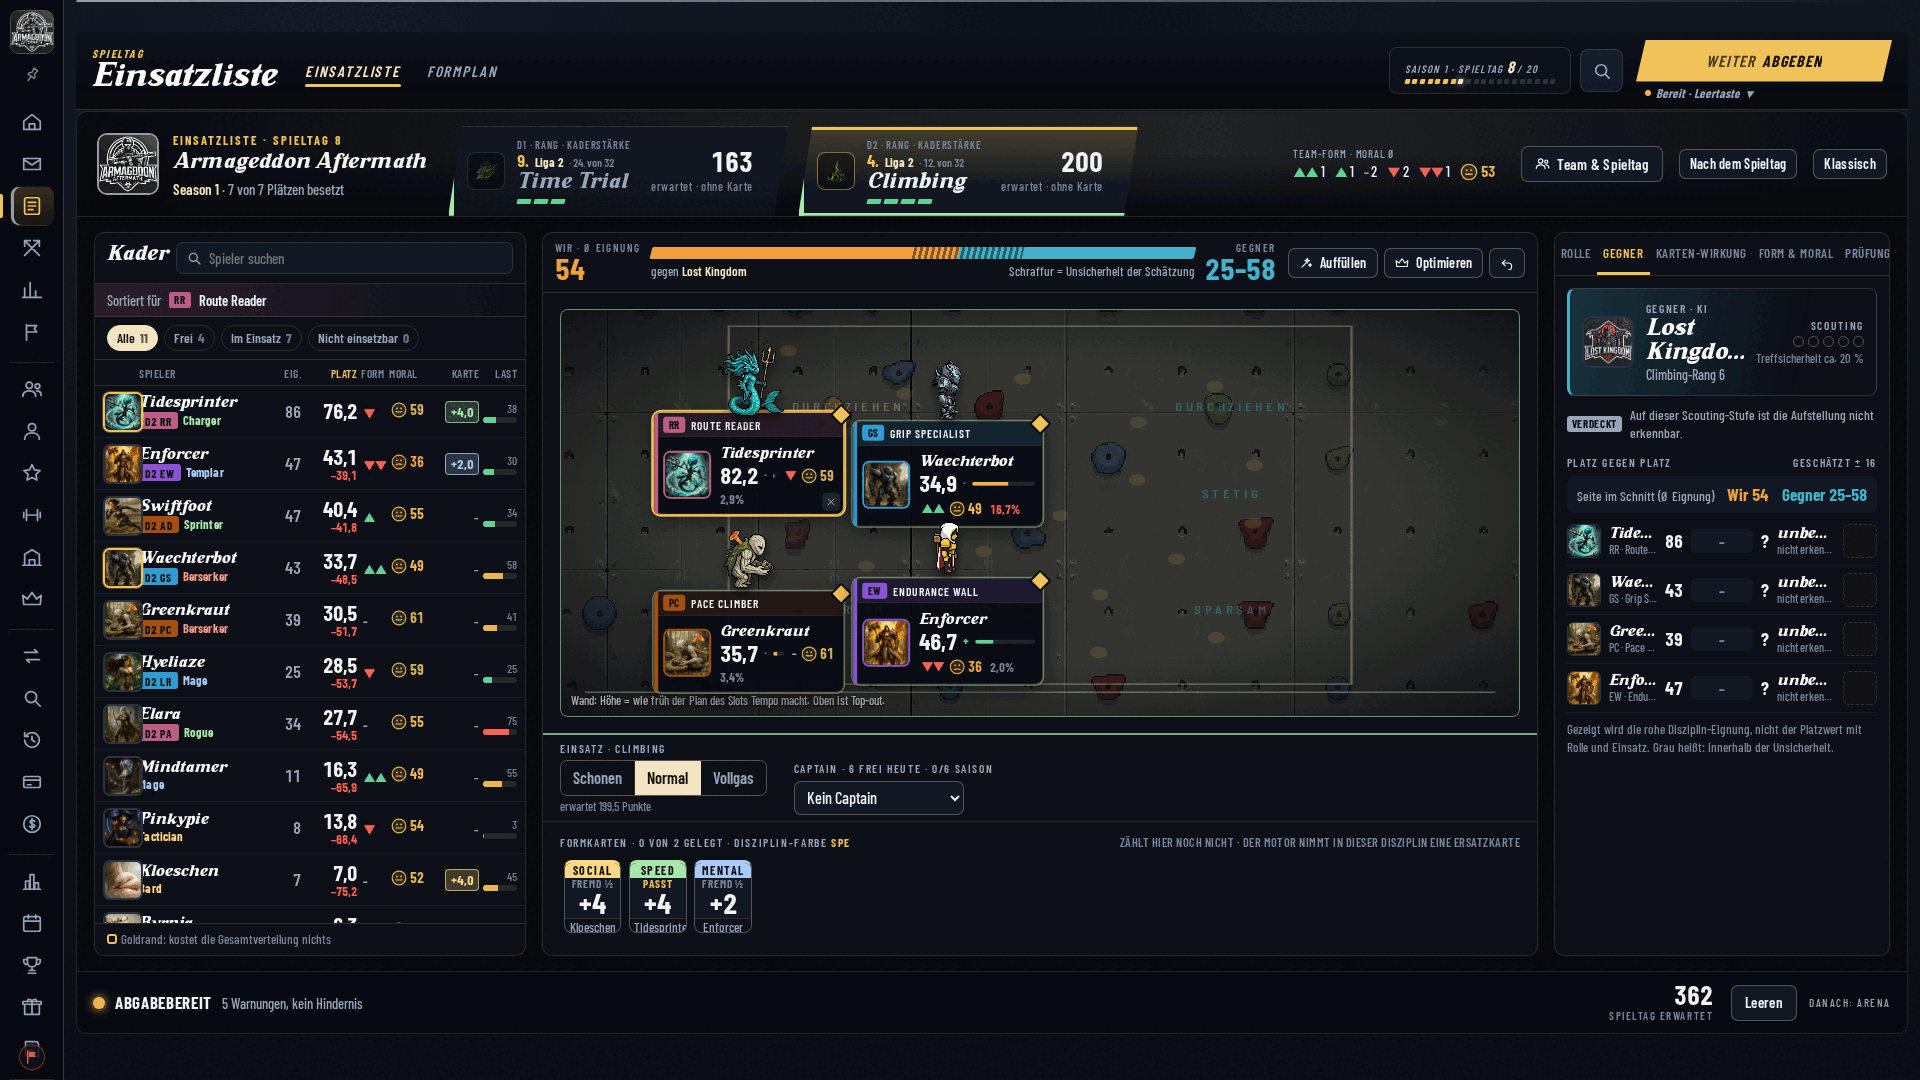 SPIELTAG
Einsatzliste
EINSATZLISTE
FORMPLAN
SAISON 1 · SPIELTAG 8 / 20
WEITER ABGEBEN
Bereit · Leertaste ▼
EINSATZLISTE · SPIELTAG 8
Armageddon Aftermath
Season 1 · 7 von 7 Plätzen besetzt
D1 · RANG · KADERSTÄRKE
9. Liga 2 · 24. von 32
Time Trial
163
erwartet · ohne Karte
D2 · RANG · KADERSTÄRKE
4. Liga 2 · 12. von 32
Climbing
200
erwartet · ohne Karte
TEAM-FORM · MORAL Ø
▲▲1 ▲1 –2 ▼2 ▼▼1 53
Team & Spieltag
Nach dem Spieltag
Klassisch
Kader
Spieler suchen
Sortiert für RR Route Reader
Alle 11
Frei 4
Im Einsatz 7
Nicht einsetzbar 0
SPIELER EIG. PLATZ FORM MORAL KARTE LAST
Tidesprinter
D2 RR Charger
86 76,2 ▼ 59 +4,0 38
Enforcer
D2 EW Templar
47 43,1 –39,1 ▼▼ 36 +2,0 30
Swiftfoot
D2 AD Sprinter
47 40,4 –41,8 ▲ 55 34
Waechterbot
D2 GS Berserker
43 33,7 –48,5 ▲▲ 49 – 58
Greenkraut
D2 PC Berserker
39 30,5 –51,7 – 61 – 41
Hyeliaze
D2 LR Mage
25 28,5 –53,7 ▼ 59 – 25
Elara
D2 PA Rogue
34 27,7 –54,5 – 55 – 75
Mindtamer
Mage
11 16,3 –65,9 ▲▲ 49 – 55
Pinkypie
Tactician
8 13,8 –68,4 ▼ 54 – 3
Kloeschen
Bard
7 7,0 –75,2 – 52 +4,0 45
Goldrand: kostet die Gesamtverteilung nichts
WIR · Ø EIGNUNG
54
gegen Lost Kingdom
Schraffur = Unsicherheit der Schätzung
GEGNER
25–58
Auffüllen
Optimieren
DURCHZIEHEN
DURCHZIEHEN
STETIG
SPARSAM
RR ROUTE READER
Tidesprinter
82,2 ▼ 59
2,9%
GS GRIP SPECIALIST
Waechterbot
34,9
▲▲ 49 16,7%
PC PACE CLIMBER
Greenkraut
35,7 – 61
3,4%
EW ENDURANCE WALL
Enforcer
46,7 +
▼▼ 36 2,0%
Wand: Höhe = wie früh der Plan des Slots Tempo macht. Oben ist Top-out.
EINSATZ · CLIMBING
Schonen
Normal
Vollgas
erwartet 199,5 Punkte
CAPTAIN · 6 FREI HEUTE · 0/6 SAISON
Kein Captain
FORMKARTEN · 0 VON 2 GELEGT · DISZIPLIN-FARBE SPE
ZÄHLT HIER NOCH NICHT · DER MOTOR NIMMT IN DIESER DISZIPLIN EINE ERSATZKARTE
SOCIAL
FREMD ½
+4
Kloeschen
SPEED
PASST
+4
Tidesprinte
MENTAL
FREMD ½
+2
Enforcer
ROLLE
GEGNER
KARTEN-WIRKUNG
FORM & MORAL
PRÜFUNG
GEGNER · KI
Lost
Kingdo...
Climbing-Rang 6
SCOUTING
Treffsicherheit ca. 20 %
VERDECKT
Auf dieser Scouting-Stufe ist die Aufstellung nicht
erkennbar.
PLATZ GEGEN PLATZ
GESCHÄTZT ± 16
Seite im Schnitt (Ø Eignung) Wir 54 Gegner 25–58
Tide... 86 – ? unbe...
RR · Route... nicht erken...
Wae... 43 – ? unbe...
GS · Grip S... nicht erken...
Gree... 39 – ? unbe...
PC · Pace ... nicht erken...
Enfo... 47 – ? unbe...
EW · Endu... nicht erken...
Gezeigt wird die rohe Disziplin-Eignung, nicht der Platzwert mit
Rolle und Einsatz. Grau heißt: innerhalb der Unsicherheit.
ABGABEBEREIT
5 Warnungen, kein Hindernis
362
SPIELTAG ERWARTET
Leeren
DANACH: ARENA